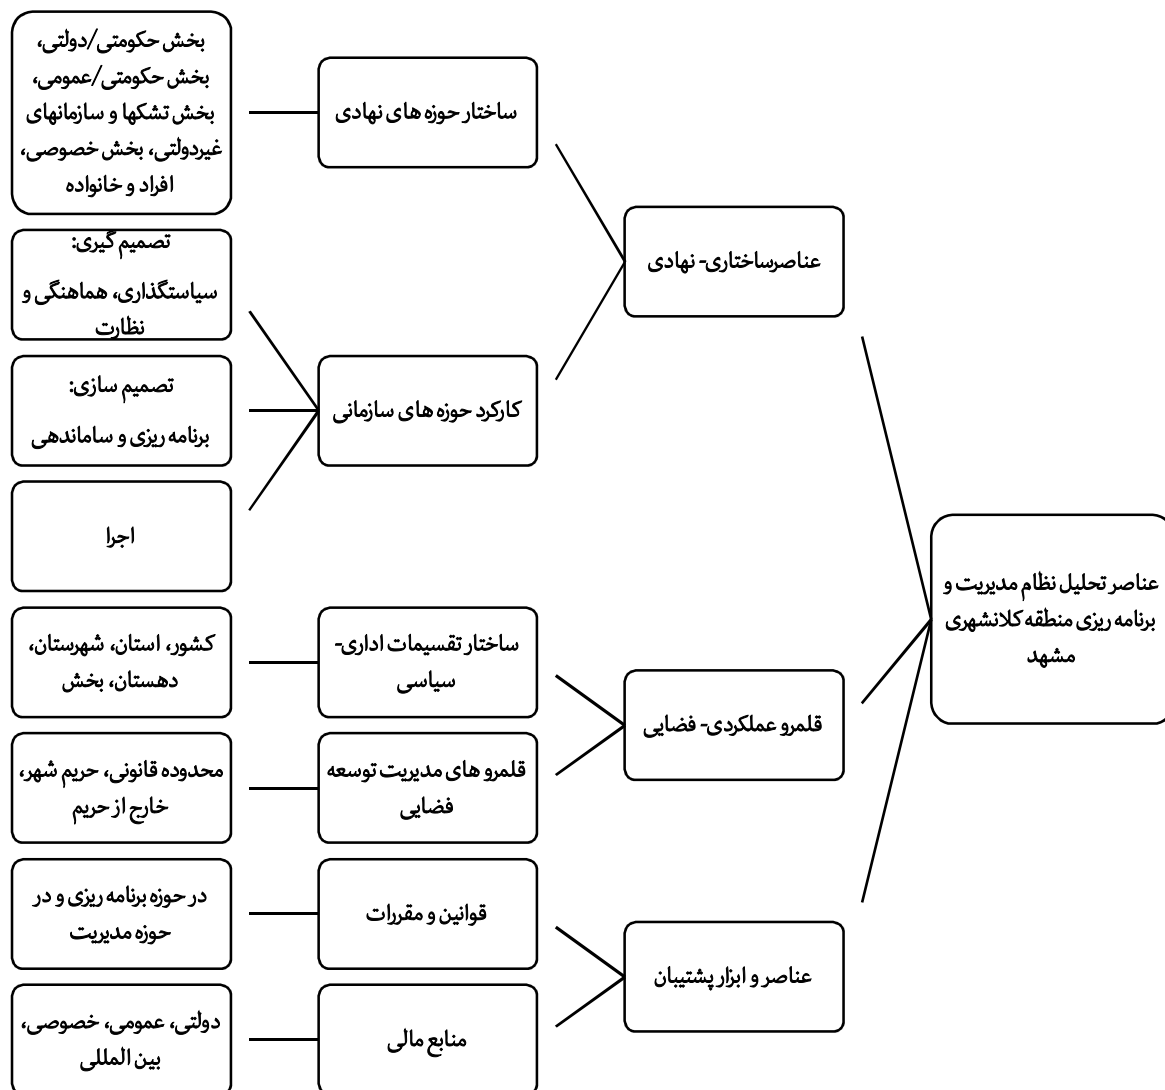 عناصر تحلیل نظام مدیریت و
برنامه ریزی منطقه کلانشهری
مشهد
عناصرساختاری- نهادی
ساختار حوزه های نهادی
بخش حکومتی/دولتی،
بخش حکومتی/عمومی،
بخش تشکها و سازمانهای
غیردولتی، بخش خصوصی،
افراد و خانواده
کارکرد حوزه های سازمانی
تصمیم گیری:
سیاستگذاری، هماهنگی و
نظارت
تصمیم سازی:
برنامه ریزی و ساماندهی
اجرا
قلمرو عملکردی- فضایی
ساختار تقسیمات اداری-
سیاسی
کشور، استان، شهرستان،
دهستان، بخش
قلمرو های مدیریت توسعه
فضایی
محدوده قانونی، حریم شهر،
خارج از حریم
عناصر و ابزار پشتیبان
قوانین و مقررات
در حوزه برنامه ریزی و در
حوزه مدیریت
منابع مالی
دولتی، عمومی، خصوصی،
بین المللی